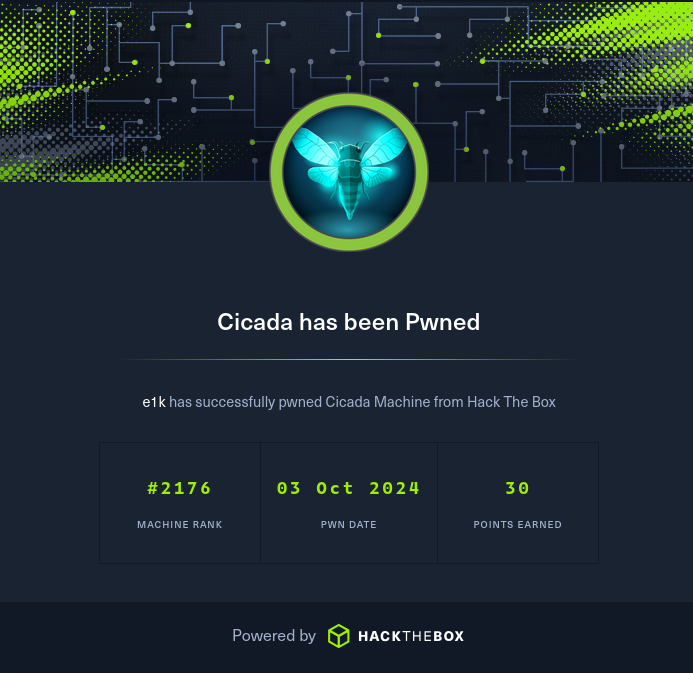 Cicada has been Pwned
e1k has successfully pwned Cicada Machine from Hack The Box
#2176
MACHINE RANK
03 Oct 2024
PWN DATE
30
POINTS EARNED
Powered by HACKTHEBOX